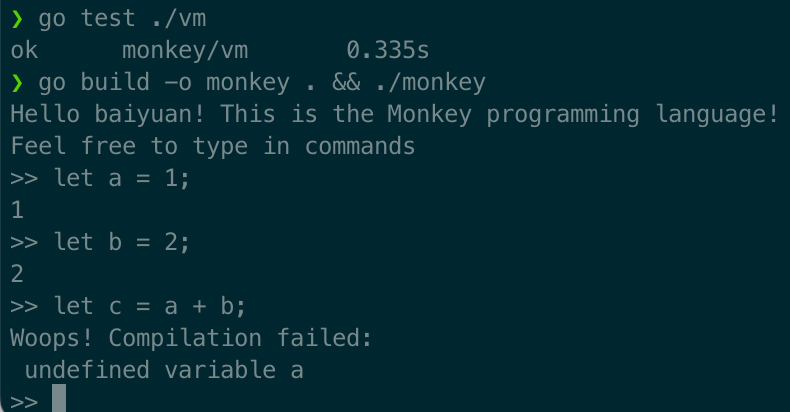 ❯ go test ./vm
ok      monkey/vm       0.335s
❯ go build -o monkey . && ./monkey
Hello baiyuan! This is the Monkey programming language!
Feel free to type in commands
>> let a = 1;
1
>> let b = 2;
2
>> let c = a + b;
Woops! Compilation failed:
 undefined variable a
>>